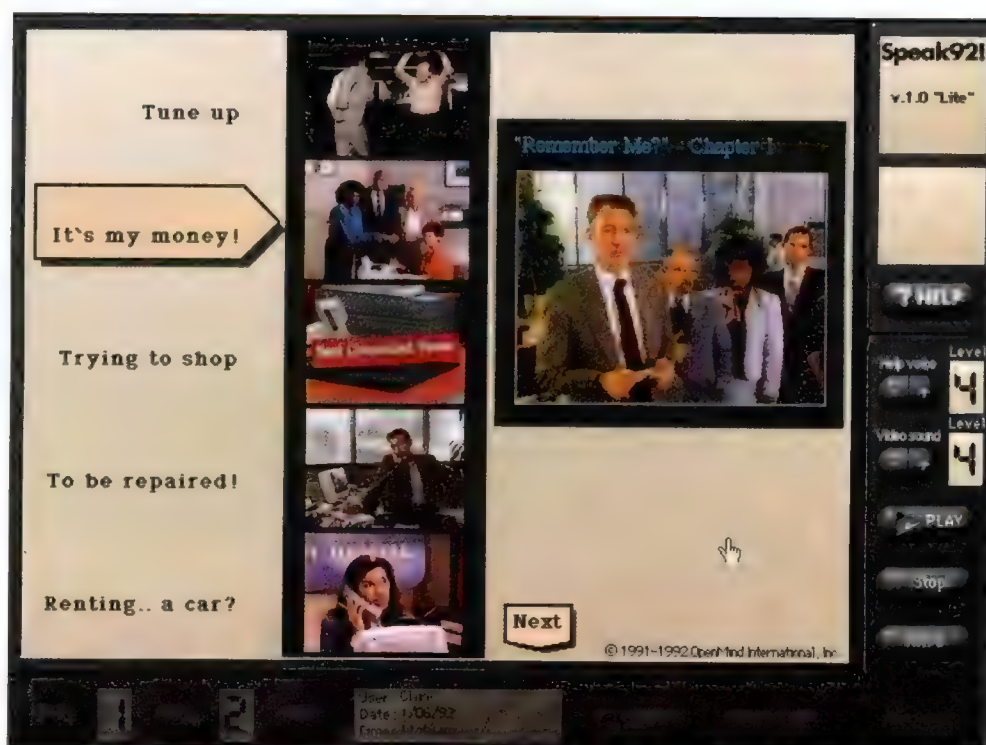 Tune up
It`s my money!
Trying to shop
To be repaired!
Renting.. a car?
"Remember Me?" - Chapter
Next
© 1991-1992 OpenMind International, Inc.
Speak92!
v.1.0 "Lite"
? HELP
Help voice
Level
4
Video sound
Level
4
PLAY
Stop
1
2
User
Date: 1/06/92